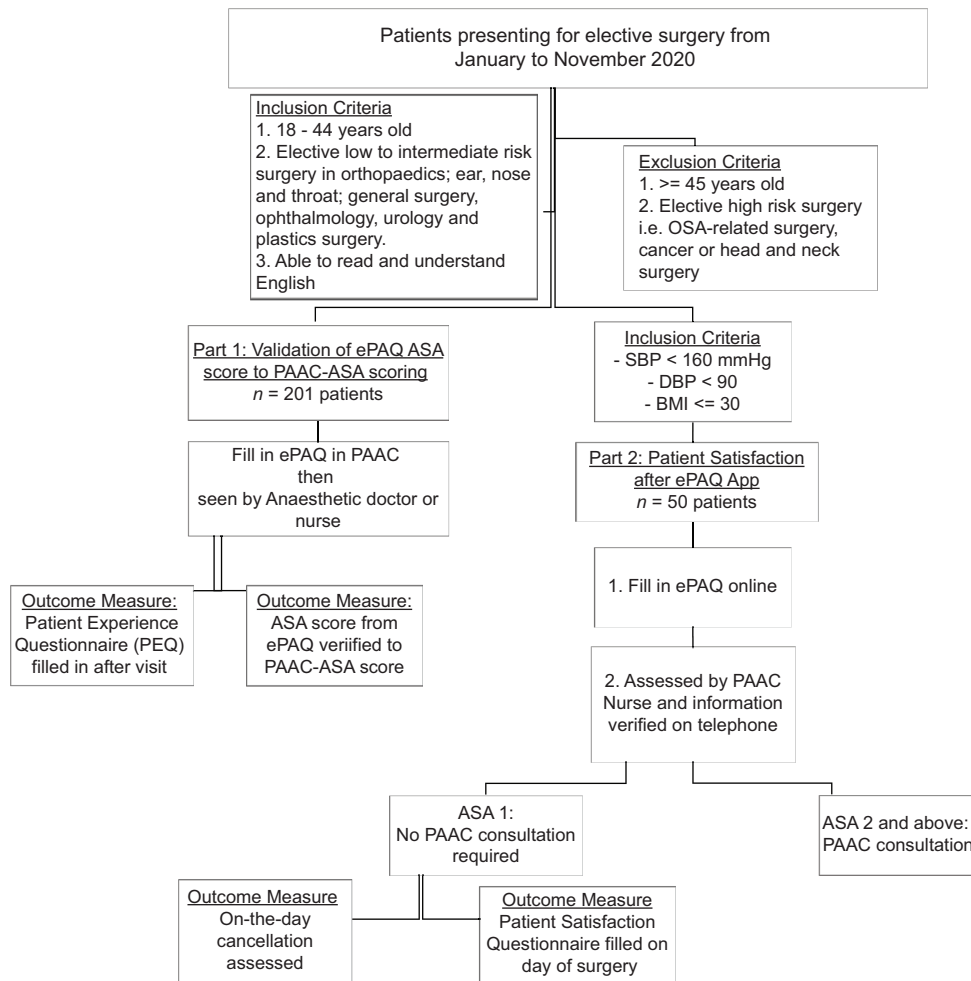 Patients presenting for elective surgery from
January to November 2020
Inclusion Criteria
1. 18 - 44 years old
2. Elective low to intermediate risk
surgery in orthopaedics; ear, nose
and throat; general surgery,
ophthalmology, urology and
plastics surgery.
3. Able to read and understand
English
Exclusion Criteria
1. >= 45 years old
2. Elective high risk surgery
i.e. OSA-related surgery,
cancer or head and neck
surgery
Part 1: Validation of ePAQ ASA
score to PAAC-ASA scoring
n = 201 patients
Inclusion Criteria
- SBP < 160 mmHg
- DBP < 90
- BMI <= 30
Fill in ePAQ in PAAC
then
seen by Anaesthetic doctor or
nurse
Part 2: Patient Satisfaction
after ePAQ App
n = 50 patients
Outcome Measure:
Patient Experience
Questionnaire (PEQ)
filled in after visit
Outcome Measure:
ASA score from
ePAQ veriified to
PAAC-ASA score
1. Fill in ePAQ online
2. Assessed by PAAC
Nurse and information
verified on telephone
ASA 1:
No PAAC consultation
required
ASA 2 and above:
PAAC consultation
Outcome Measure
On-the-day
cancellation
assessed
Outcome Measure
Patient Satisfaction
Questionnaire filled on
day of surgery